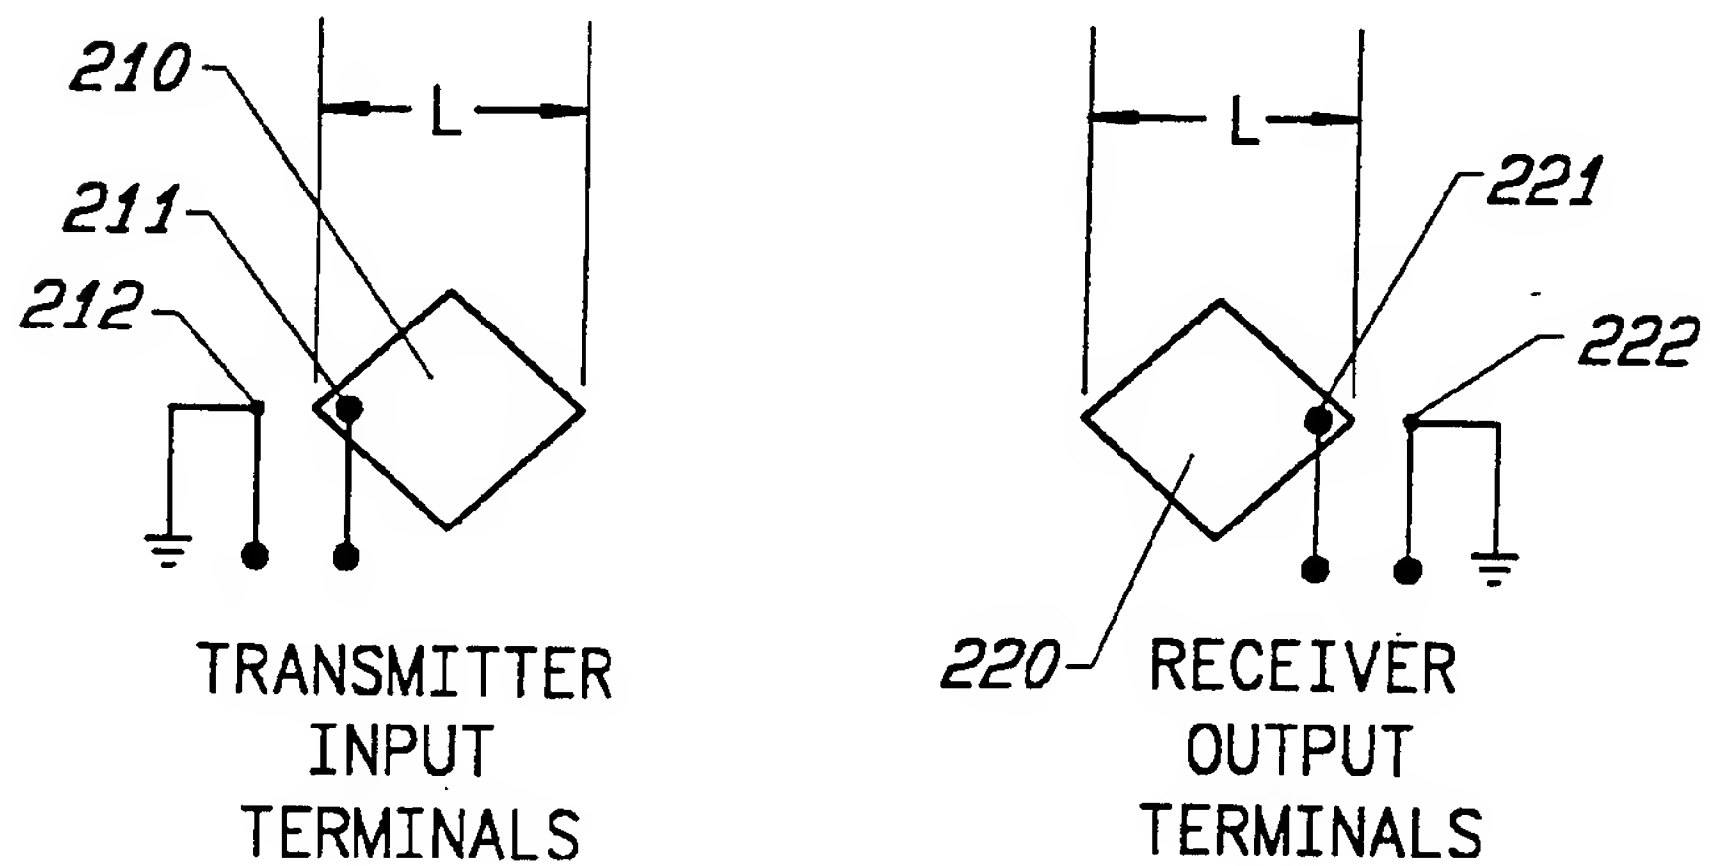 210
L
L
211
221
212
222
220
TRANSMITTER
INPUT
TERMINALS
RECEIVER
OUTPUT
TERMINALS